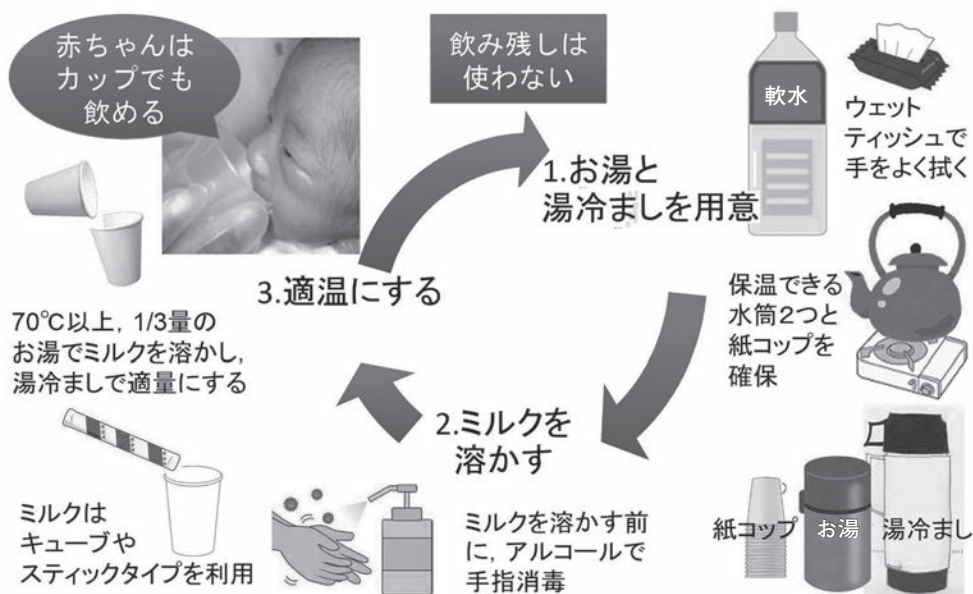 赤ちゃんは
カップでも
飲める
飲み残しは
使わない
軟水
ウェット
ティッシュで
手をよく拭く
1.お湯と
湯冷ましを用意
保温できる
水筒2つと
紙コップを
確保
紙コップ
お湯
湯冷まし
2.ミルクを
溶かす
ミルクを溶かす前
に，アルコールで
手指消毒
ミルクは
キューブや
スティックタイプを利用
3.適温にする
70℃以上，1/3量の
お湯でミルクを溶かし，
湯冷ましで適量にする